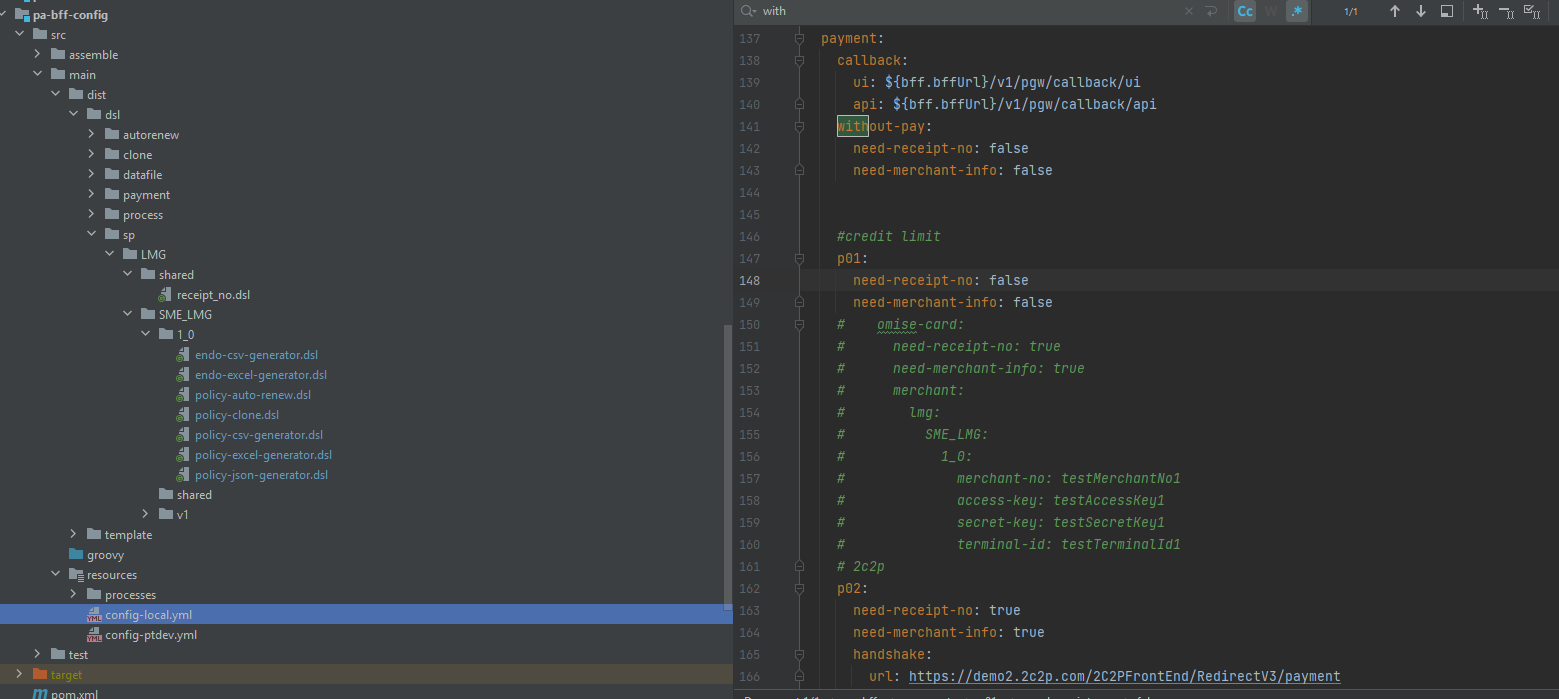 pa-bff-config
src
assemble
main
dist
dsl
autorenew
clone
datafile
payment
process
sp
LMG
shared
receipt_no.dsl
SME_LMG
1_0
endo-csv-generator.dsl
endo-excel-generator.dsl
policy-auto-renew.dsl
policy-clone.dsl
policy-csv-generator.dsl
policy-excel-generator.dsl
policy-json-generator.dsl
shared
v1
template
groovy
resources
processes
config-local.yml
config-ptdev.yml
test
target
pom.xml
with
Cc W .* 1/1
137 payment:
138 callback:
139 ui: ${bff.bffUrl}/v1/pgw/callback/ui
140 api: ${bff.bffUrl}/v1/pgw/callback/api
141 without-pay:
142 need-receipt-no: false
143 need-merchant-info: false
144
145
146 #credit limit
147 p01:
148 need-receipt-no: false
149 need-merchant-info: false
150 # omise-card:
151 # need-receipt-no: true
152 # need-merchant-info: true
153 # merchant:
154 # lmg:
155 # SME_LMG:
156 # 1_0:
157 # merchant-no: testMerchantNo1
158 # access-key: testAccessKey1
159 # secret-key: testSecretKey1
160 # terminal-id: testTerminalId1
161 # 2c2p
162 p02:
163 need-receipt-no: true
164 need-merchant-info: true
165 handshake:
166 url: https://demo2.2c2p.com/2C2PFrontEnd/RedirectV3/payment